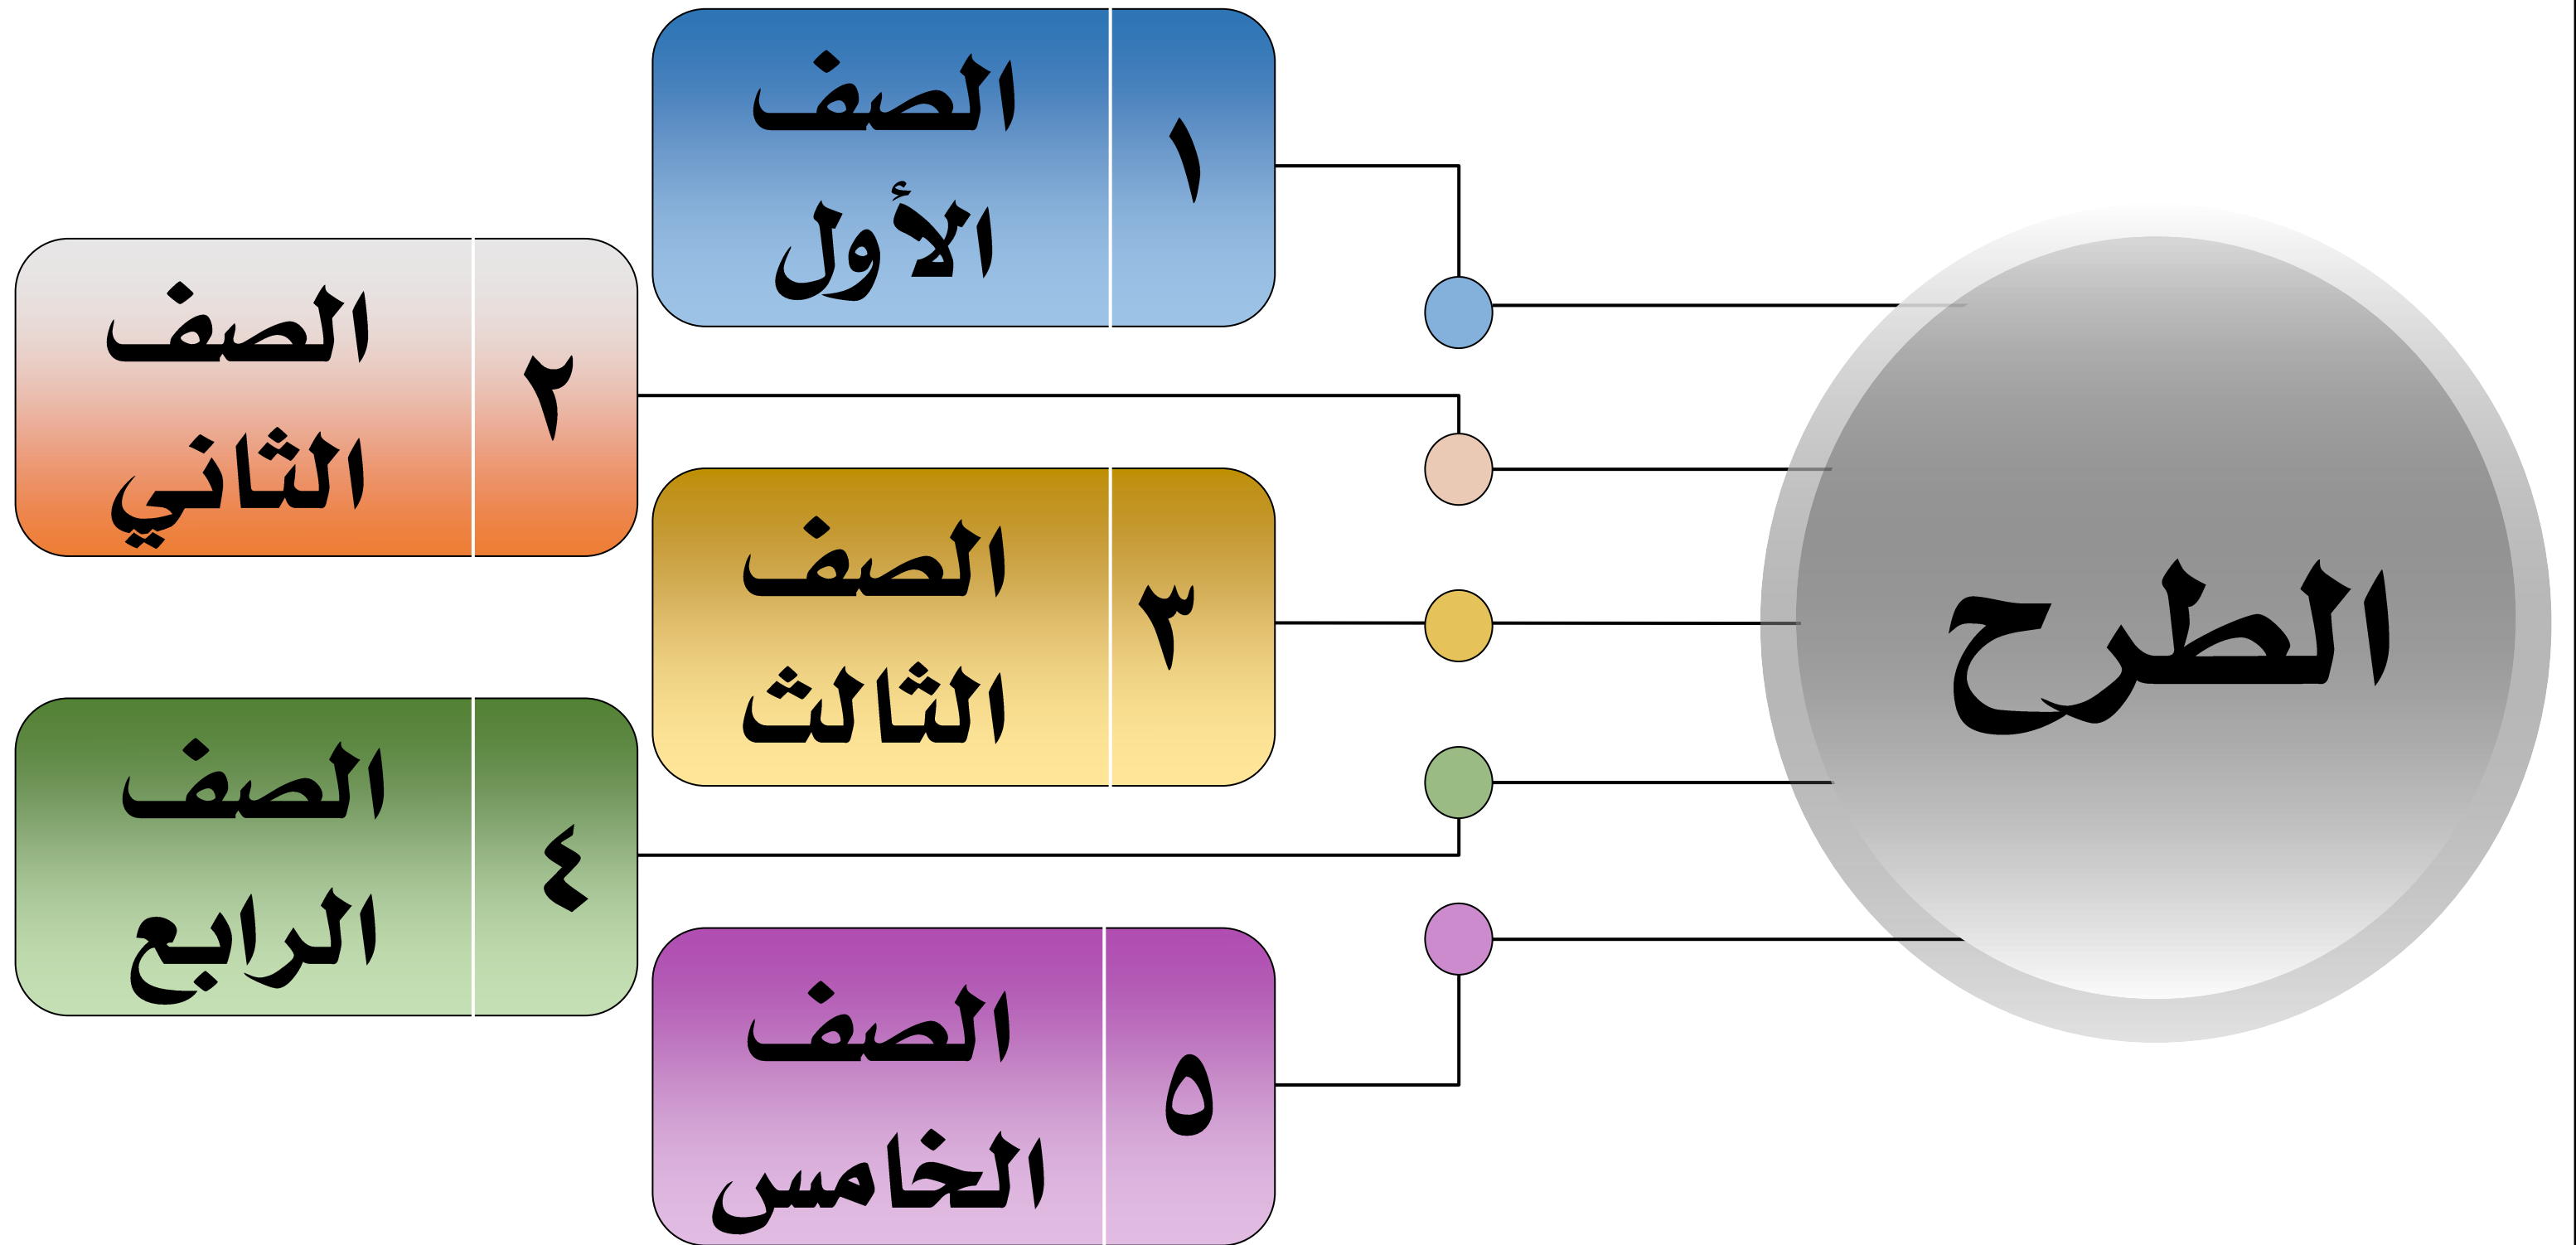 الطرح
١
الصف
الأول
٢
الصف
الثاني
٣
الصف
الثالث
٤
الصف
الرابع
٥
الصف
الخامس